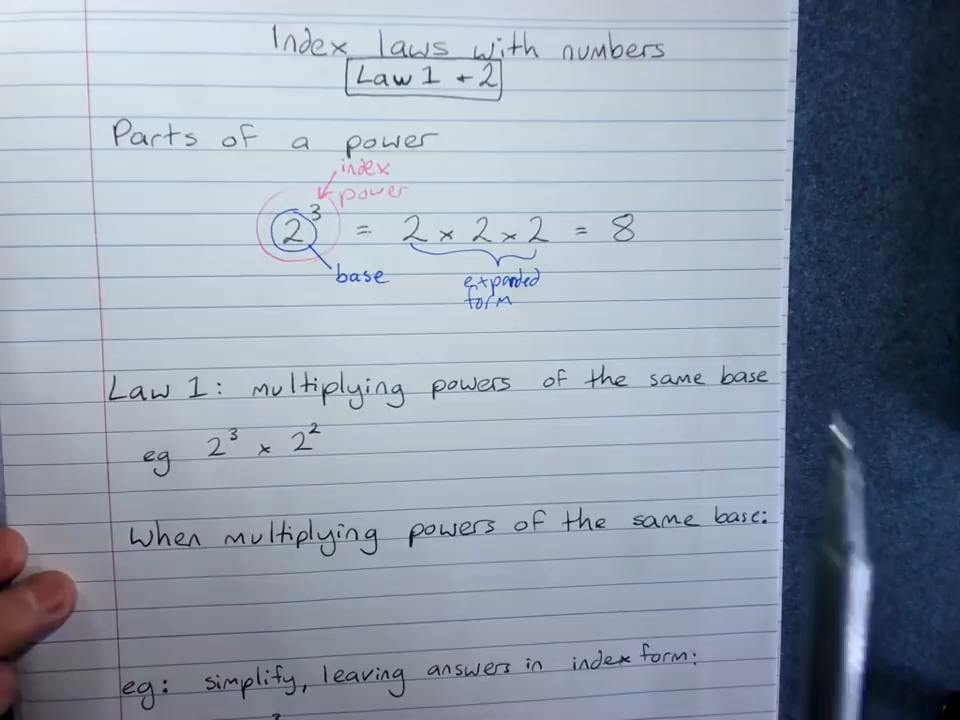 Index laws with numbers
Law 1 + 2
Parts of a power
index
power
2³ = 2 × 2 × 2 = 8
base
expanded
form
Law 1: multiplying powers of the same base
eg 2³ × 2²
When multiplying powers of the same base:
eg: simplify, leaving answers in index form: